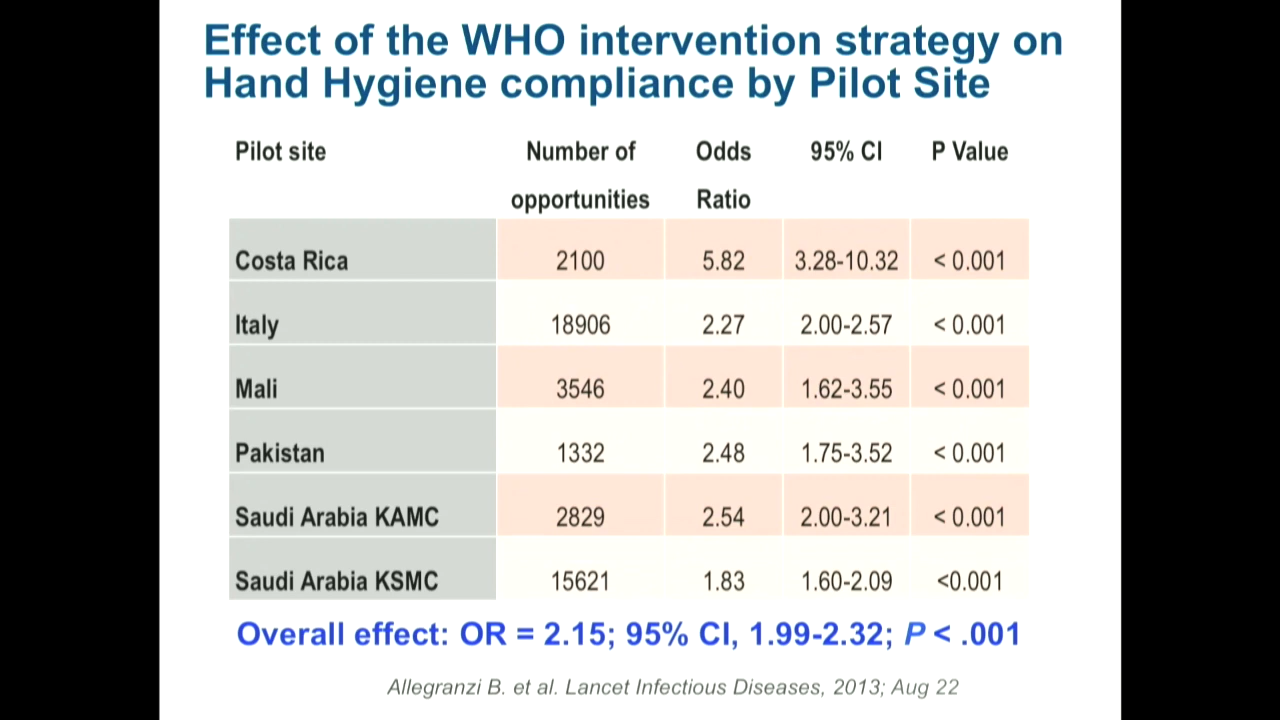 Effect of the WHO intervention strategy on
Hand Hygiene compliance by Pilot Site
Pilot site Number of opportunities Odds Ratio 95% CI P Value
Costa Rica 2100 5.82 3.28-10.32 < 0.001
Italy 18906 2.27 2.00-2.57 < 0.001
Mali 3546 2.40 1.62-3.55 < 0.001
Pakistan 1332 2.48 1.75-3.52 < 0.001
Saudi Arabia KAMC 2829 2.54 2.00-3.21 < 0.001
Saudi Arabia KSMC 15621 1.83 1.60-2.09 <0.001
Overall effect: OR = 2.15; 95% CI, 1.99-2.32; P < .001
Allegranzi B. et al. Lancet Infectious Diseases, 2013; Aug 22